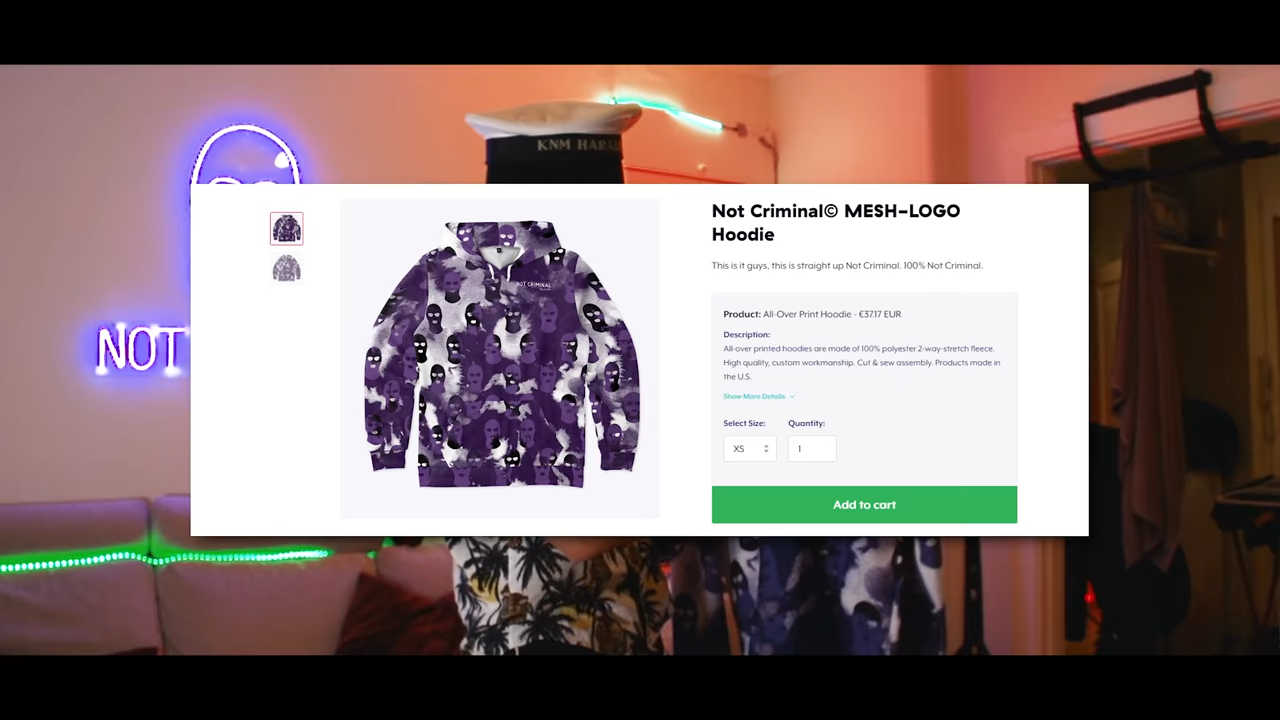 KNM HARAL
Not Criminal© MESH-LOGO
Hoodie
This is it guys, this is straight up Not Criminal. 100% Not Criminal.
NOT CRIMINAL
Product: All-Over Print Hoodie - €37.17 EUR
Description:
All-over printed hoodies are made of 100% polyester 2-way-stretch fleece.
High quality, custom workmanship. Cut & sew assembly. Products made in
the U.S.
Show More Details
Select Size:
Quantity:
XS
1
Add to cart
NOT